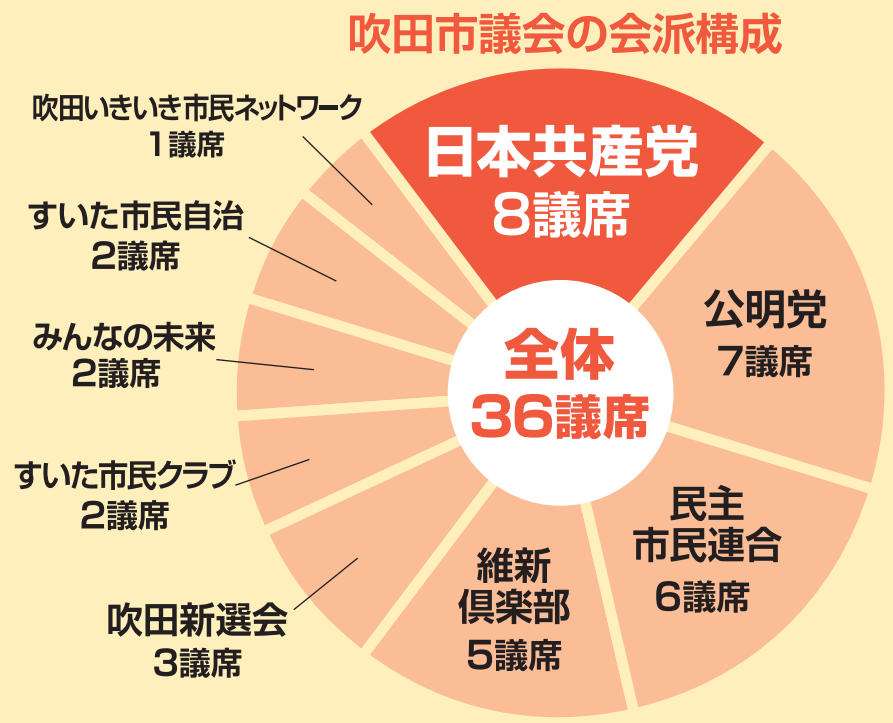 吹田市議会の会派構成
日本共産党
8議席
公明党
7議席
民主
市民連合
6議席
維新
倶楽部
5議席
吹田新選会
3議席
すいた市民クラブ
2議席
みんなの未来
2議席
すいた市民自治
2議席
吹田いきいき市民ネットワーク
1議席
全体
36議席